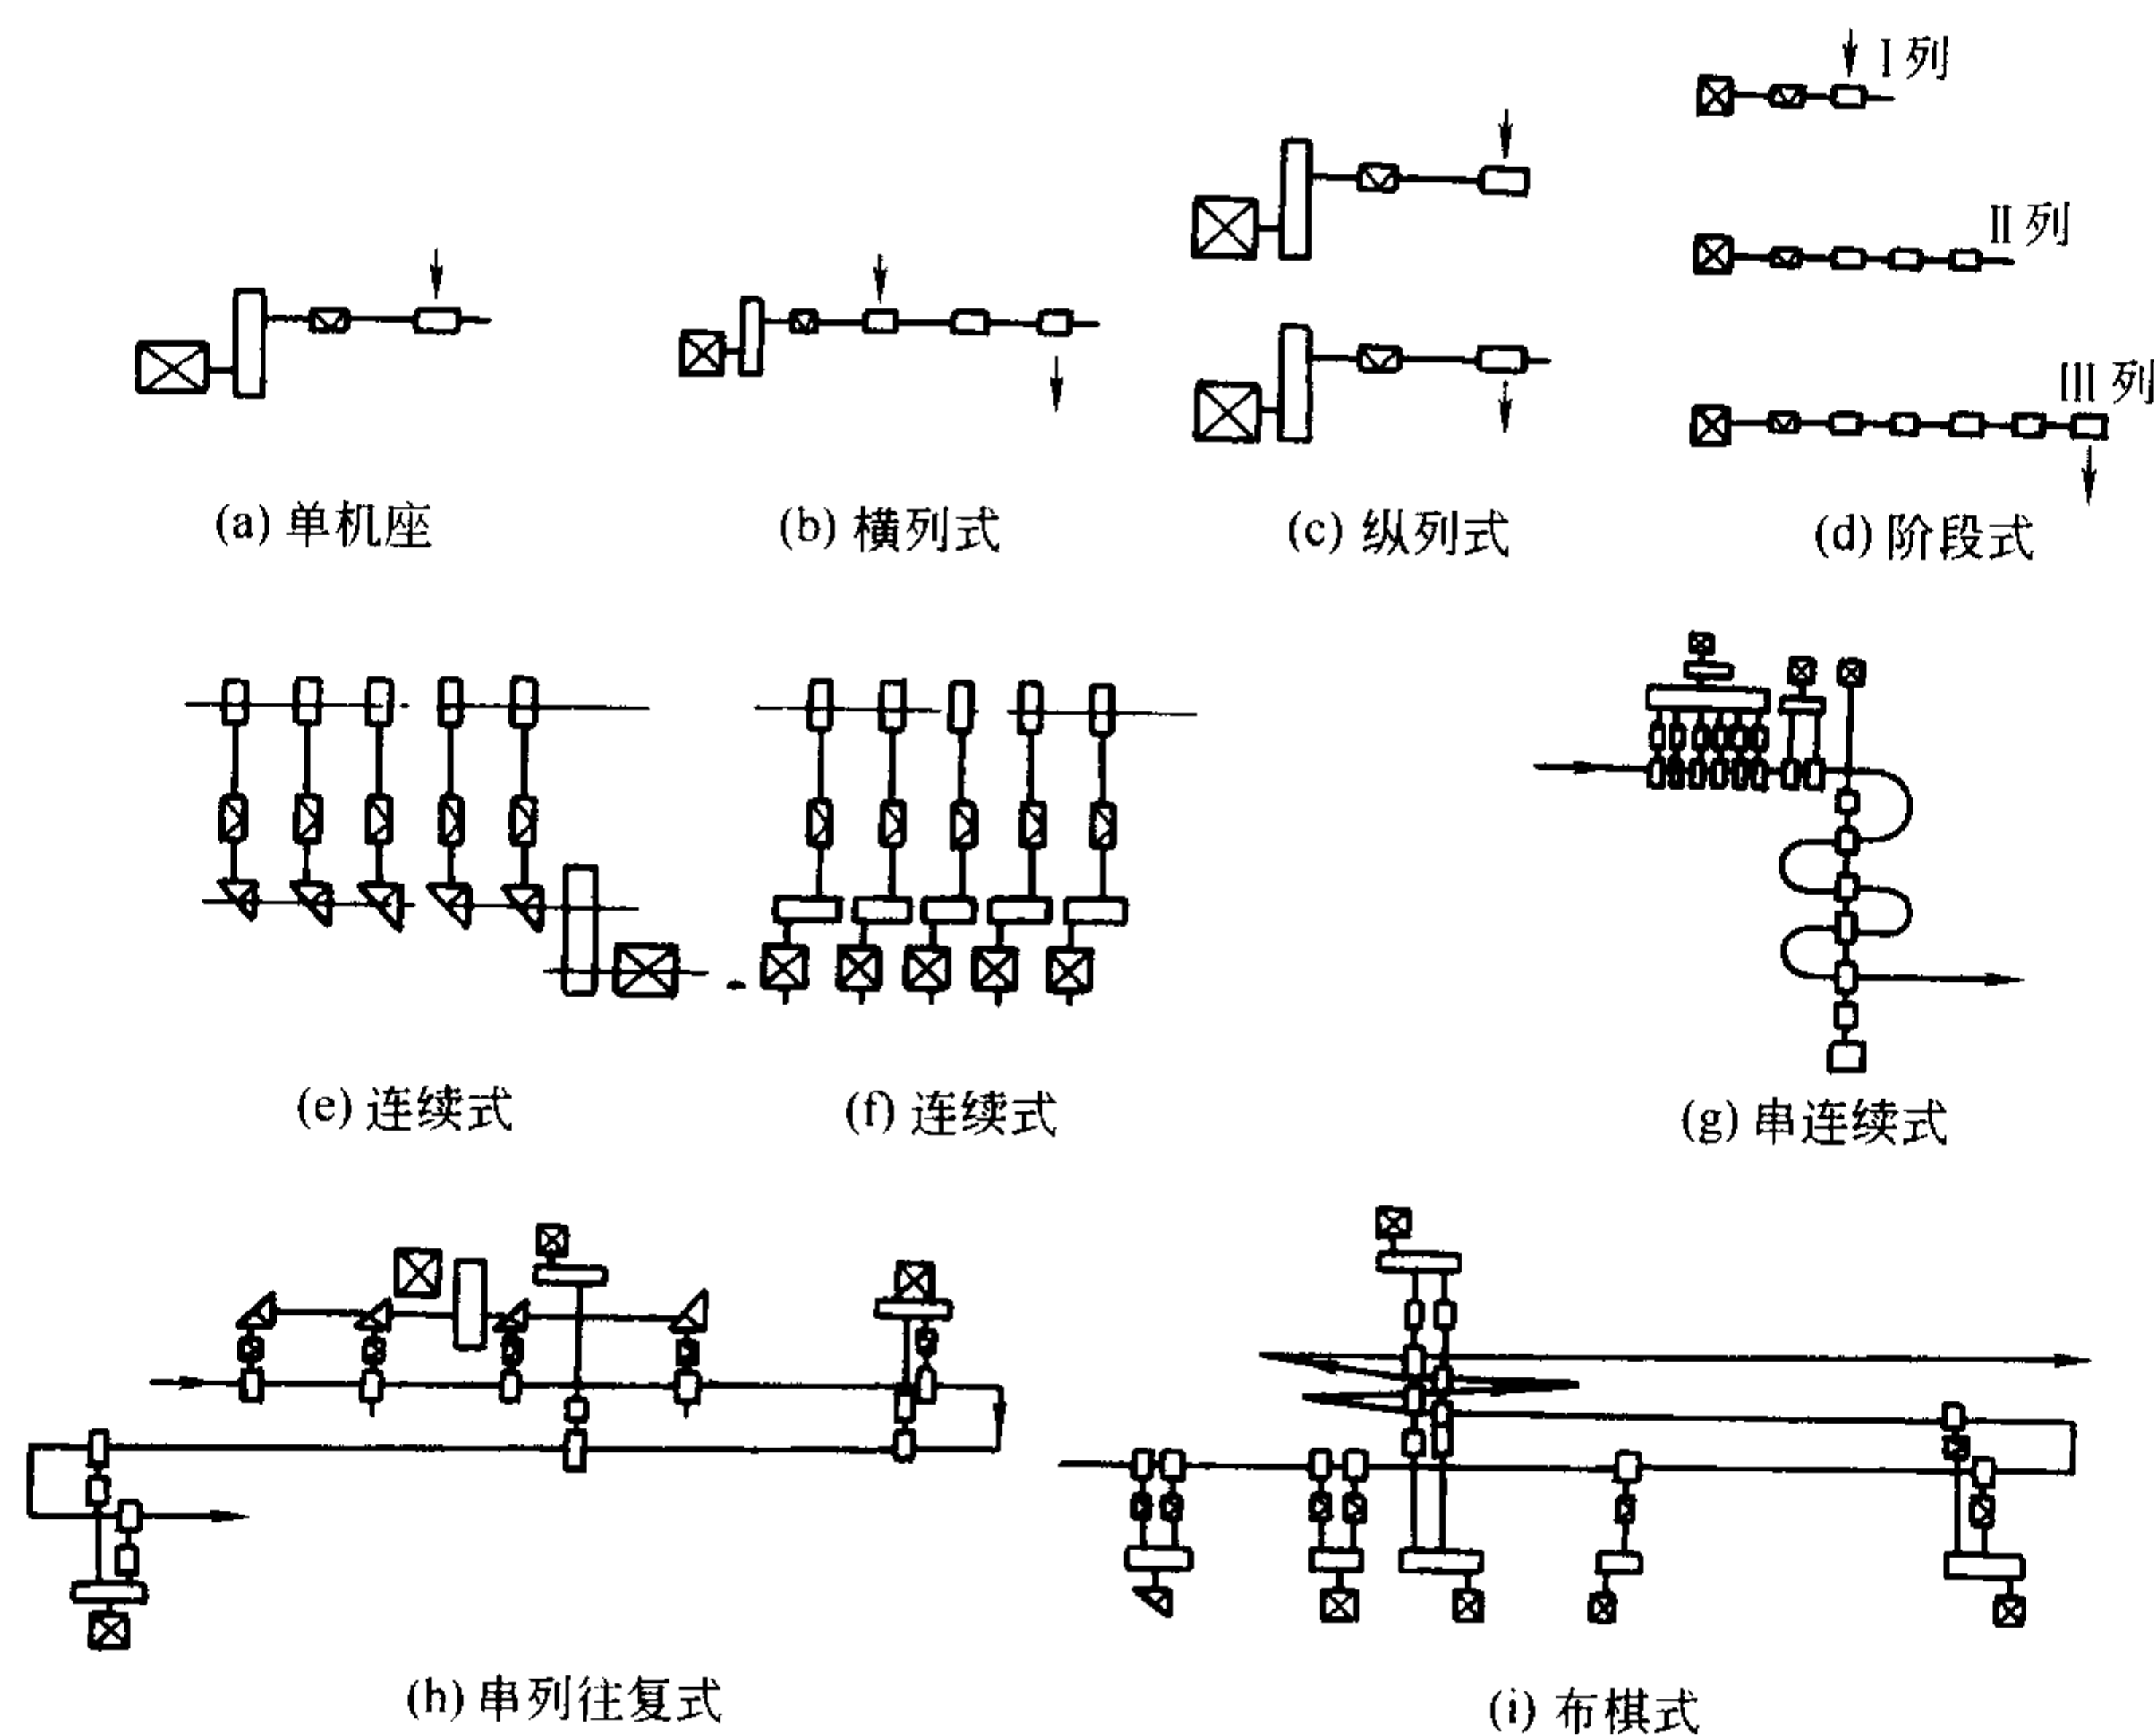 I列
II列
III列
(a) 单机座
(b) 横列式
(c) 纵列式
(d) 阶段式
(e) 连续式
(f) 连续式
(g) 串连续式
(h) 串列往复式
(i) 布棋式